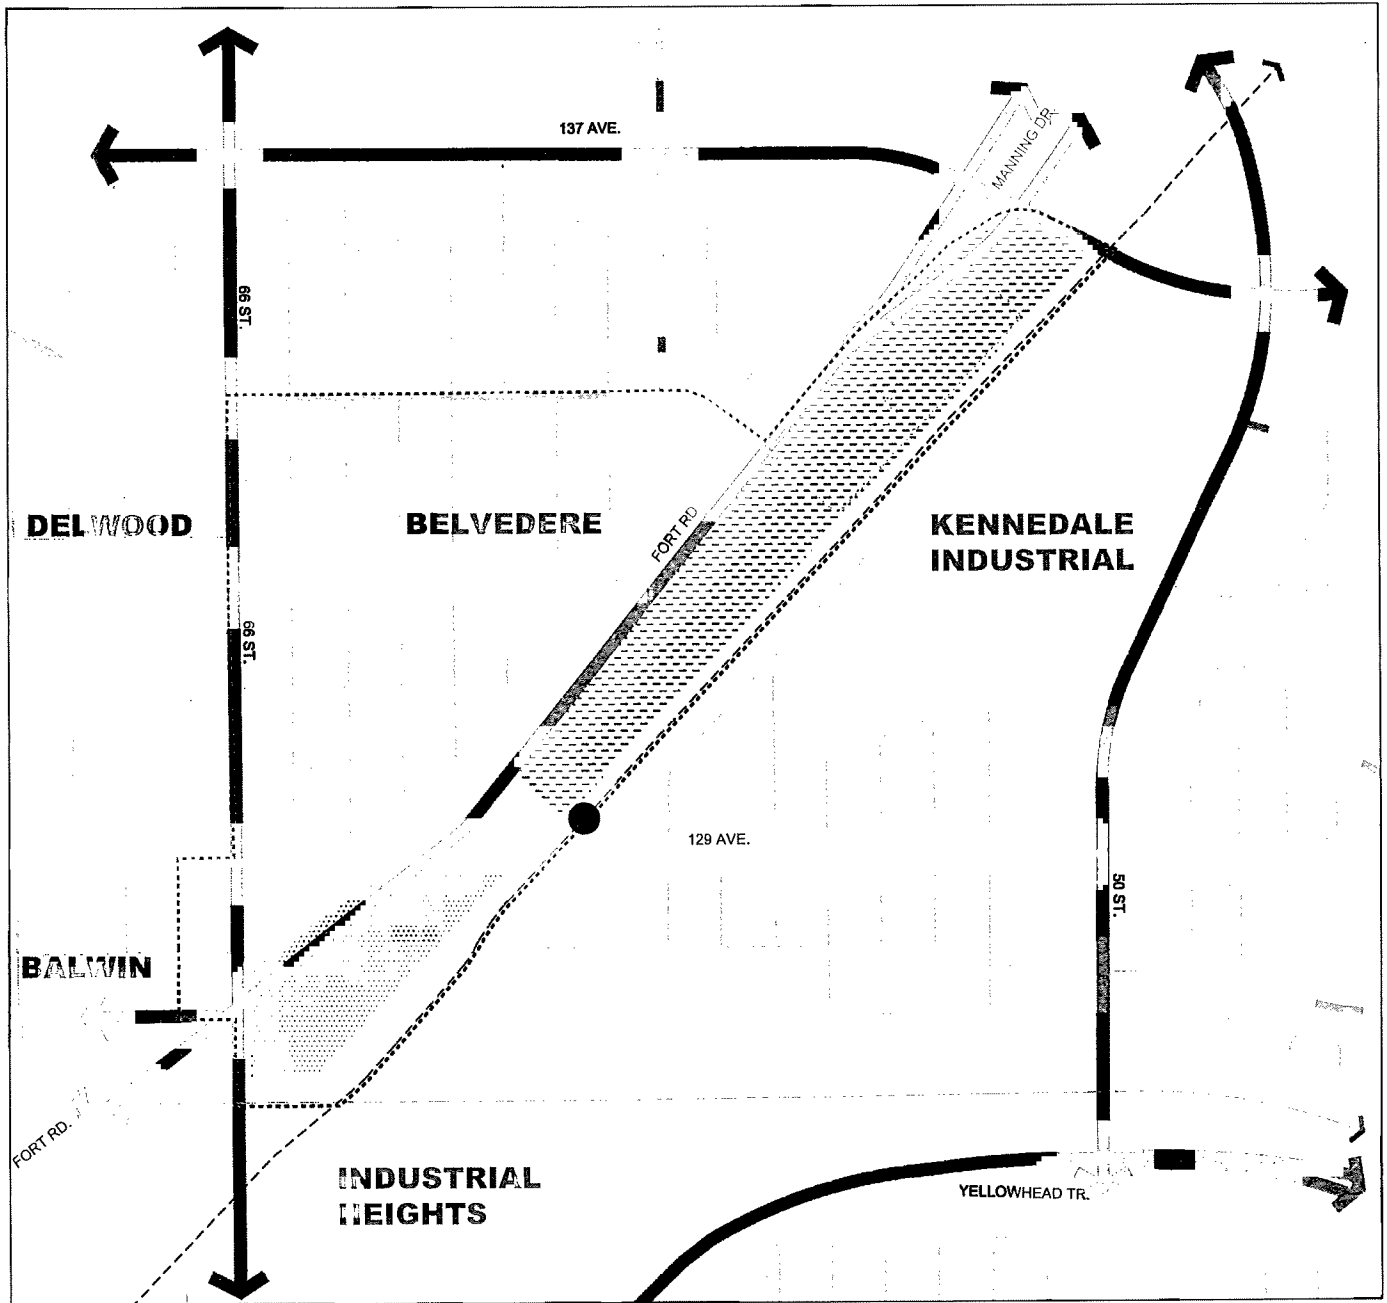 137 AVE.
MANNING DR
66 ST.
DELWOOD
BELVEDERE
FORT RD
KENNEDALE
INDUSTRIAL
66 ST.
129 AVE.
50 ST.
BALWIN
FORT RD.
INDUSTRIAL
HEIGHTS
YELLOWHEAD TR.